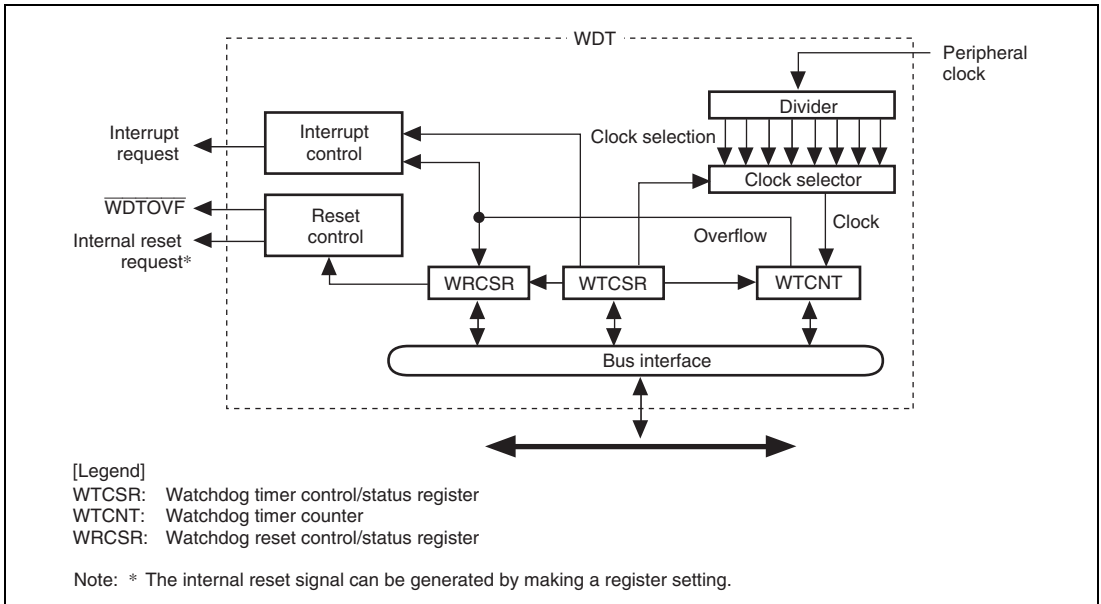 WDT
Peripheral
clock
Divider
Interrupt
request
Interrupt
control
Clock selection
Clock selector
WDTOVF
Internal reset
request*
Reset
control
Overflow
Clock
WRCSR
WTCSR
WTCNT
Bus interface
[Legend]
WTCSR: Watchdog timer control/status register
WTCNT: Watchdog timer counter
WRCSR: Watchdog reset control/status register
Note: * The internal reset signal can be generated by making a register setting.